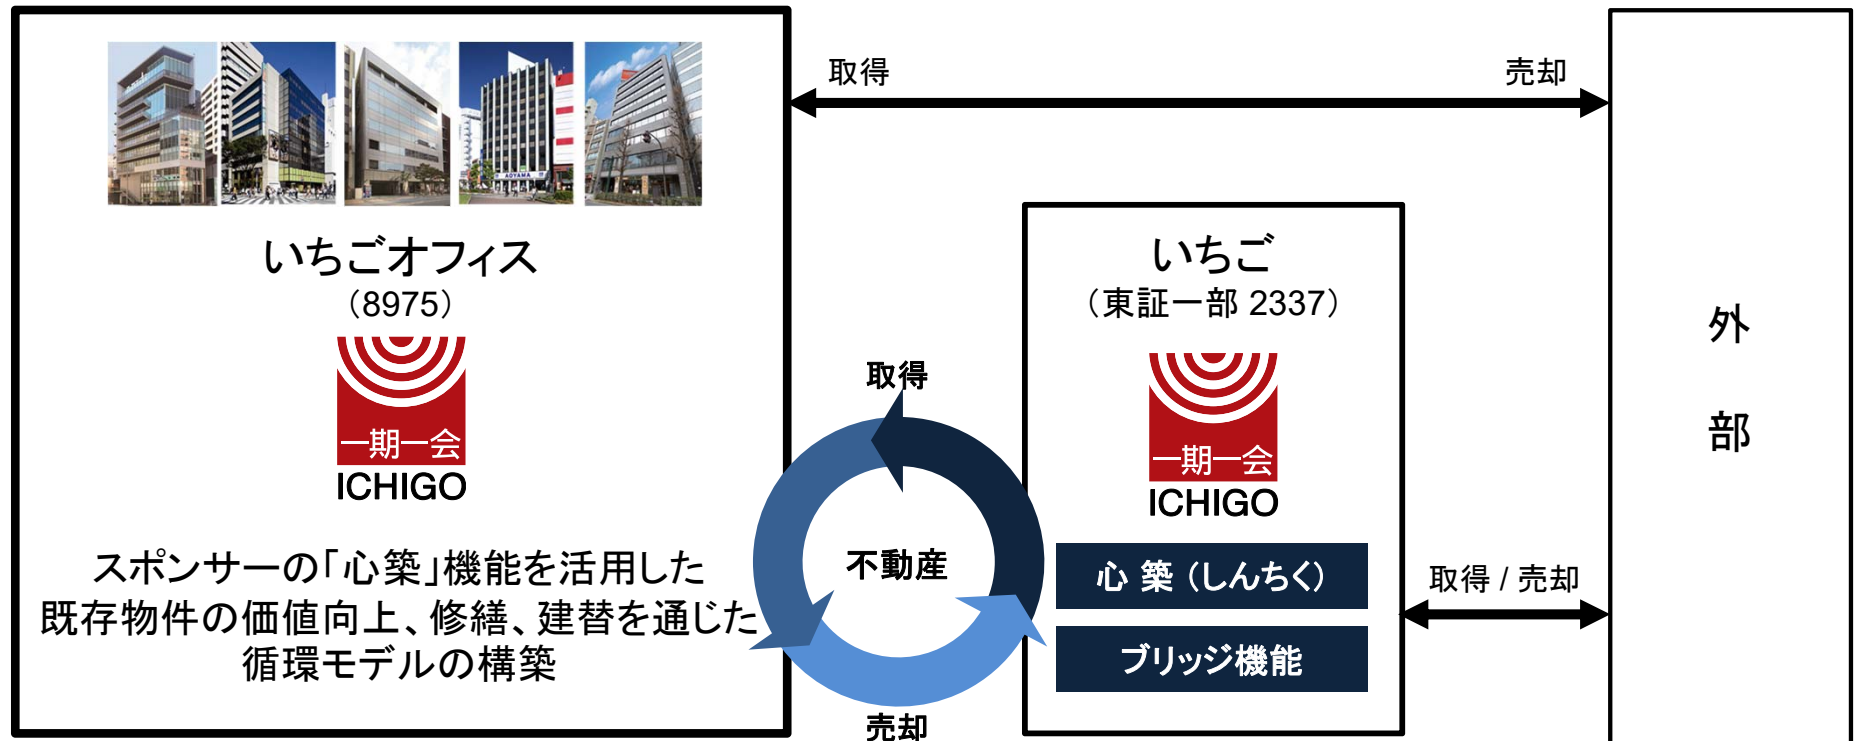 取得
売却
AOYAMA
いちごオフィス
（8975）
一期一会
ICHIGO
スポンサーの「心築」機能を活用した
既存物件の価値向上、修繕、建替を通じた
循環モデルの構築
取得
不動産
売却
いちご
（東証一部 2337）
一期一会
ICHIGO
心 築 （しんちく）
ブリッジ機能
取得 / 売却
外
部